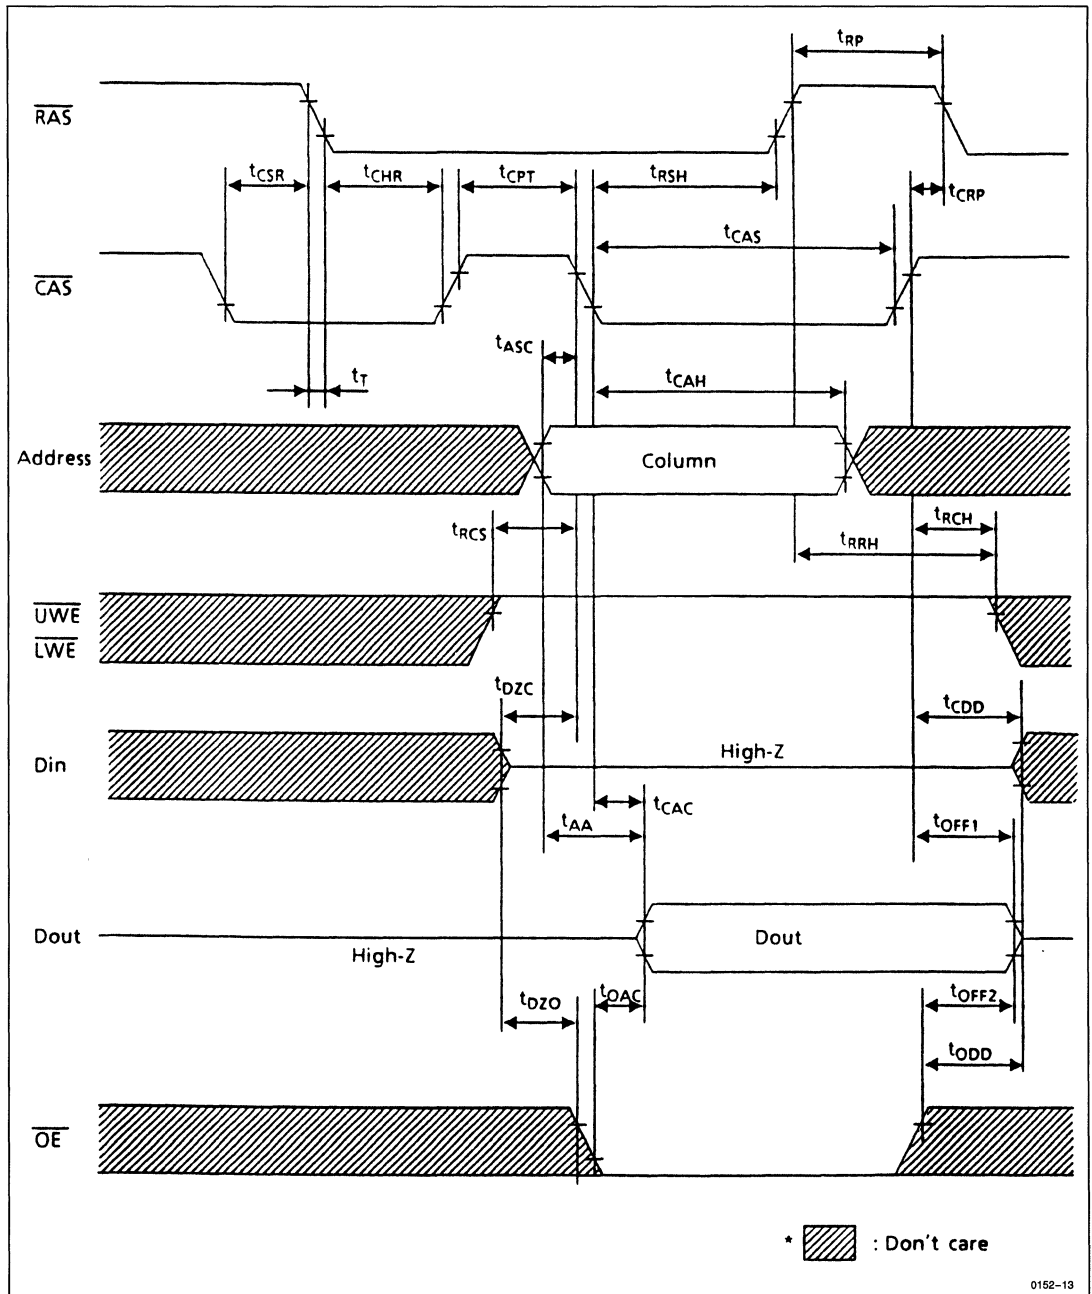 tRP
RAS
tCSR
tCHR
tCPT
tRSH
tCRP
tCAS
CAS
tASC
tT
tCAH
Address
Column
tRCS
tRCH
tRRH
UWE
LWE
tDZC
tCDD
Din
High-Z
tCAC
tAA
tOFF1
Dout
High-Z
Dout
tDZO
tOAC
tOFF2
tODD
OE
* : Don't care
0152-13